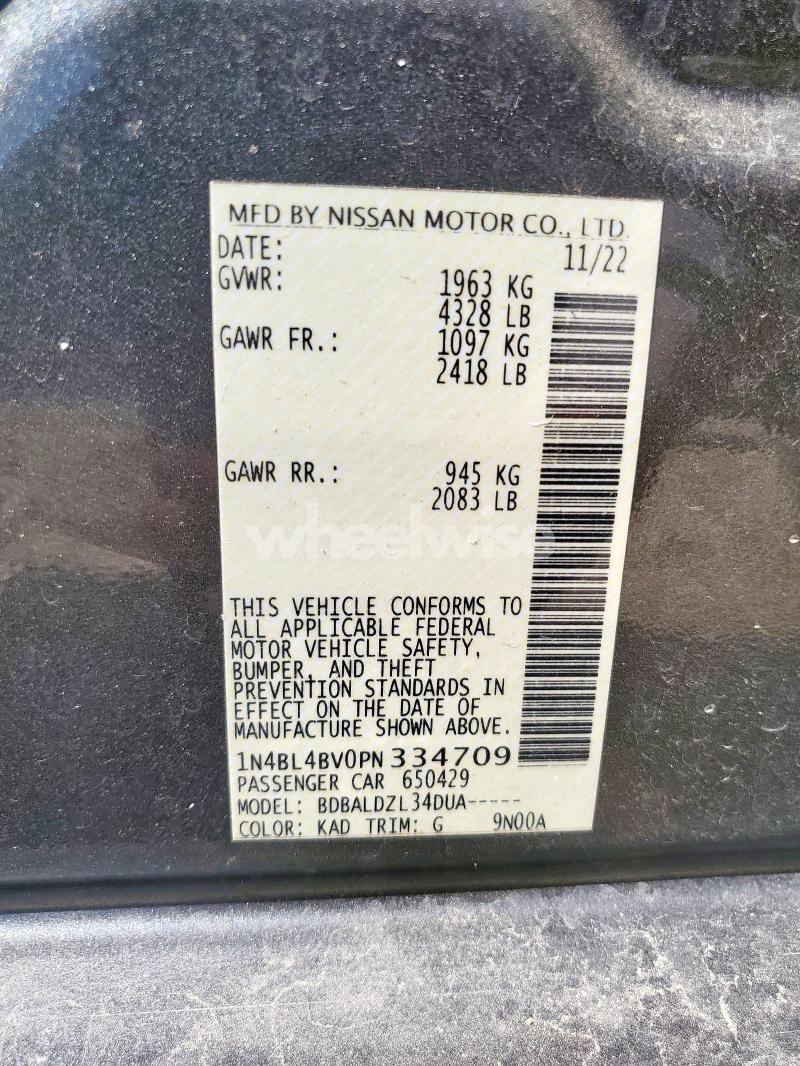 MFD BY NISSAN MOTOR CO., LTD.
DATE: 11/22
GVWR: 1963 KG
4328 LB
GAWR FR.: 1097 KG
2418 LB
GAWR RR.: 945 KG
2083 LB
wheelwise
THIS VEHICLE CONFORMS TO
ALL APPLICABLE FEDERAL
MOTOR VEHICLE SAFETY,
BUMPER, AND THEFT
PREVENTION STANDARDS IN
EFFECT ON THE DATE OF
MANUFACTURE SHOWN ABOVE.
1N4BL4BV0PN334709
PASSENGER CAR 650429
MODEL: BDBALDZL34DUA-----
COLOR: KAD TRIM: G 9N00A